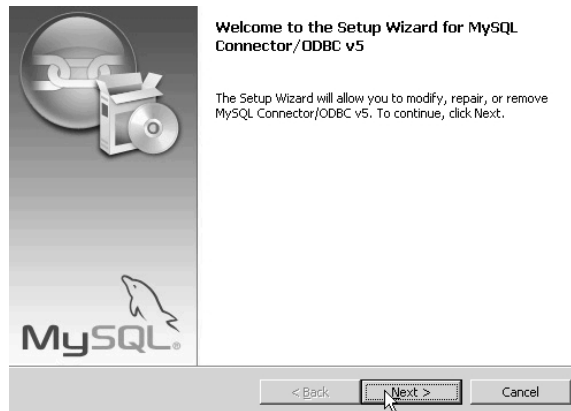 Welcome to the Setup Wizard for MySQL
Connector/ODBC v5
The Setup Wizard will allow you to modify, repair, or remove
MySQL Connector/ODBC v5. To continue, click Next.
MySQL®
< Back
Next >
Cancel